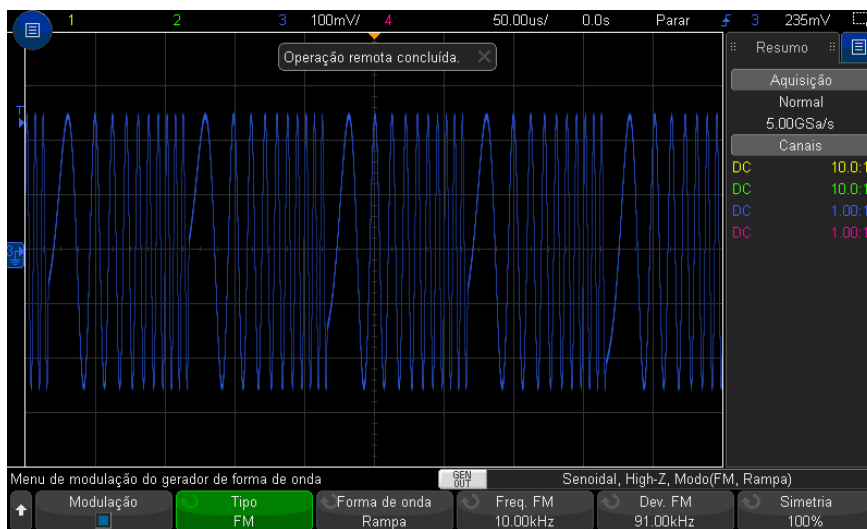 1 2 3 100mV/ 4 50.00us/ 0.0s Parar 3 235mV
Operação remota concluída.
Resumo
Aquisição
Normal
5.00GSa/s
Canais
DC 10.0:1
DC 10.0:1
DC 1.00:1
DC 1.00:1
T
3
Menu de modulação do gerador de forma de onda
GEN OUT
Senoidal, High-Z, Modo(FM, Rampa)
Modulação
Tipo
FM
Forma de onda
Rampa
Freq. FM
10.00kHz
Dev. FM
91.00kHz
Simetria
100%